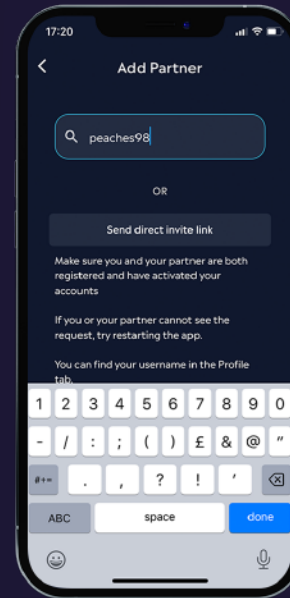 17:20
Add Partner
peaches98
OR
Send direct invite link
Make sure you and your partner are both
registered and have activated your
accounts
If you or your partner cannot see the
request, try restarting the app.
You can find your username in the Profile
tab.
1 2 3 4 5 6 7 8 9 0
- / : ; ( ) £ & @ "
#+= . , ? ! '
ABC space done